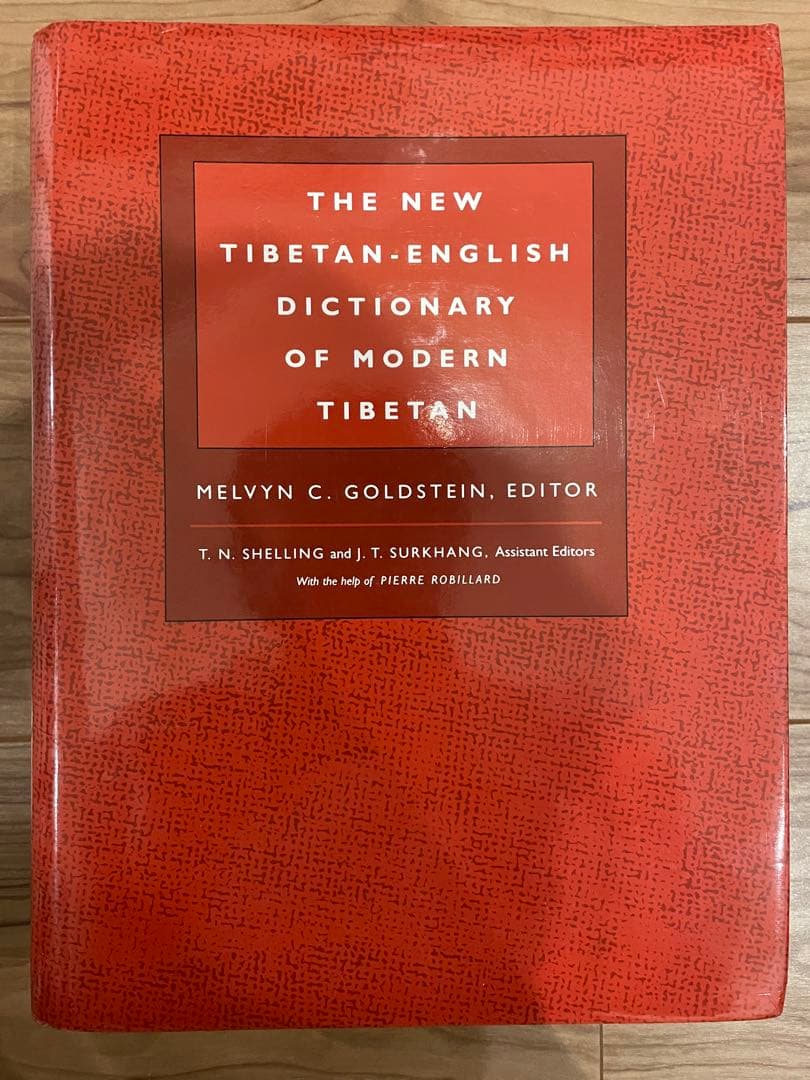 THE NEW
TIBETAN-ENGLISH
DICTIONARY
OF MODERN
TIBETAN
MELVYN C. GOLDSTEIN, EDITOR
T. N. SHELLING and J. T. SURKHANG, Assistant Editors
With the help of PIERRE ROBILLARD